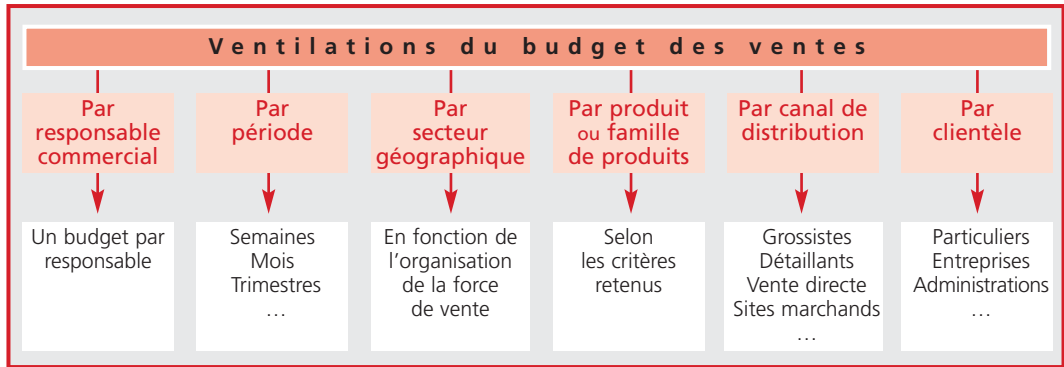 Ventilations du budget des ventes
Par
responsable
commercial
Un budget par
responsable
Par
période
Semaines
Mois
Trimestres
…
Par
secteur
géographique
En fonction de
l'organisation
de la force
de vente
Par produit
ou famille
de produits
Selon
les critères
retenus
Par canal de
distribution
Grossistes
Détaillants
Vente directe
Sites marchands
…
Par
clientèle
Particuliers
Entreprises
Administrations
…